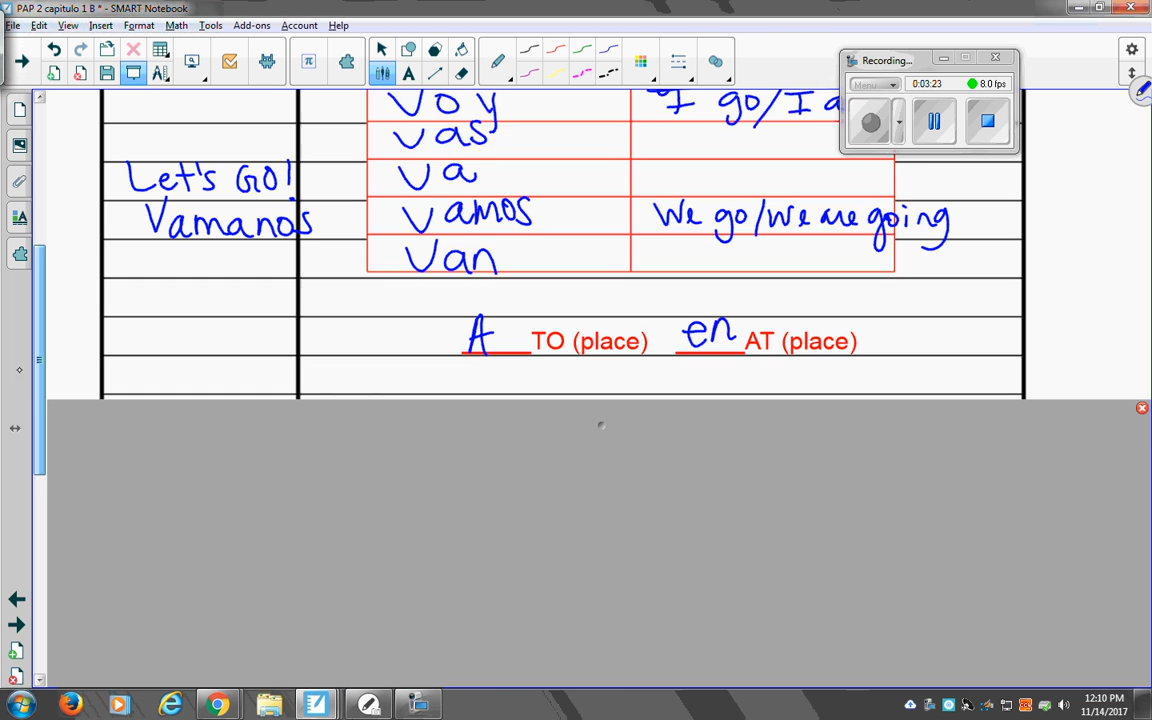 PAP 2 capitulo 1 B * - SMART Notebook
File Edit View Insert Format Math Tools Add-ons Account Help
Recording...
Menu 0:03:23 8.0 fps
Voy I go/I a
vas
Let's GO! va
Vamanos vamos We go/We are going
Van
A TO (place) en AT (place)
12:10 PM
11/14/2017